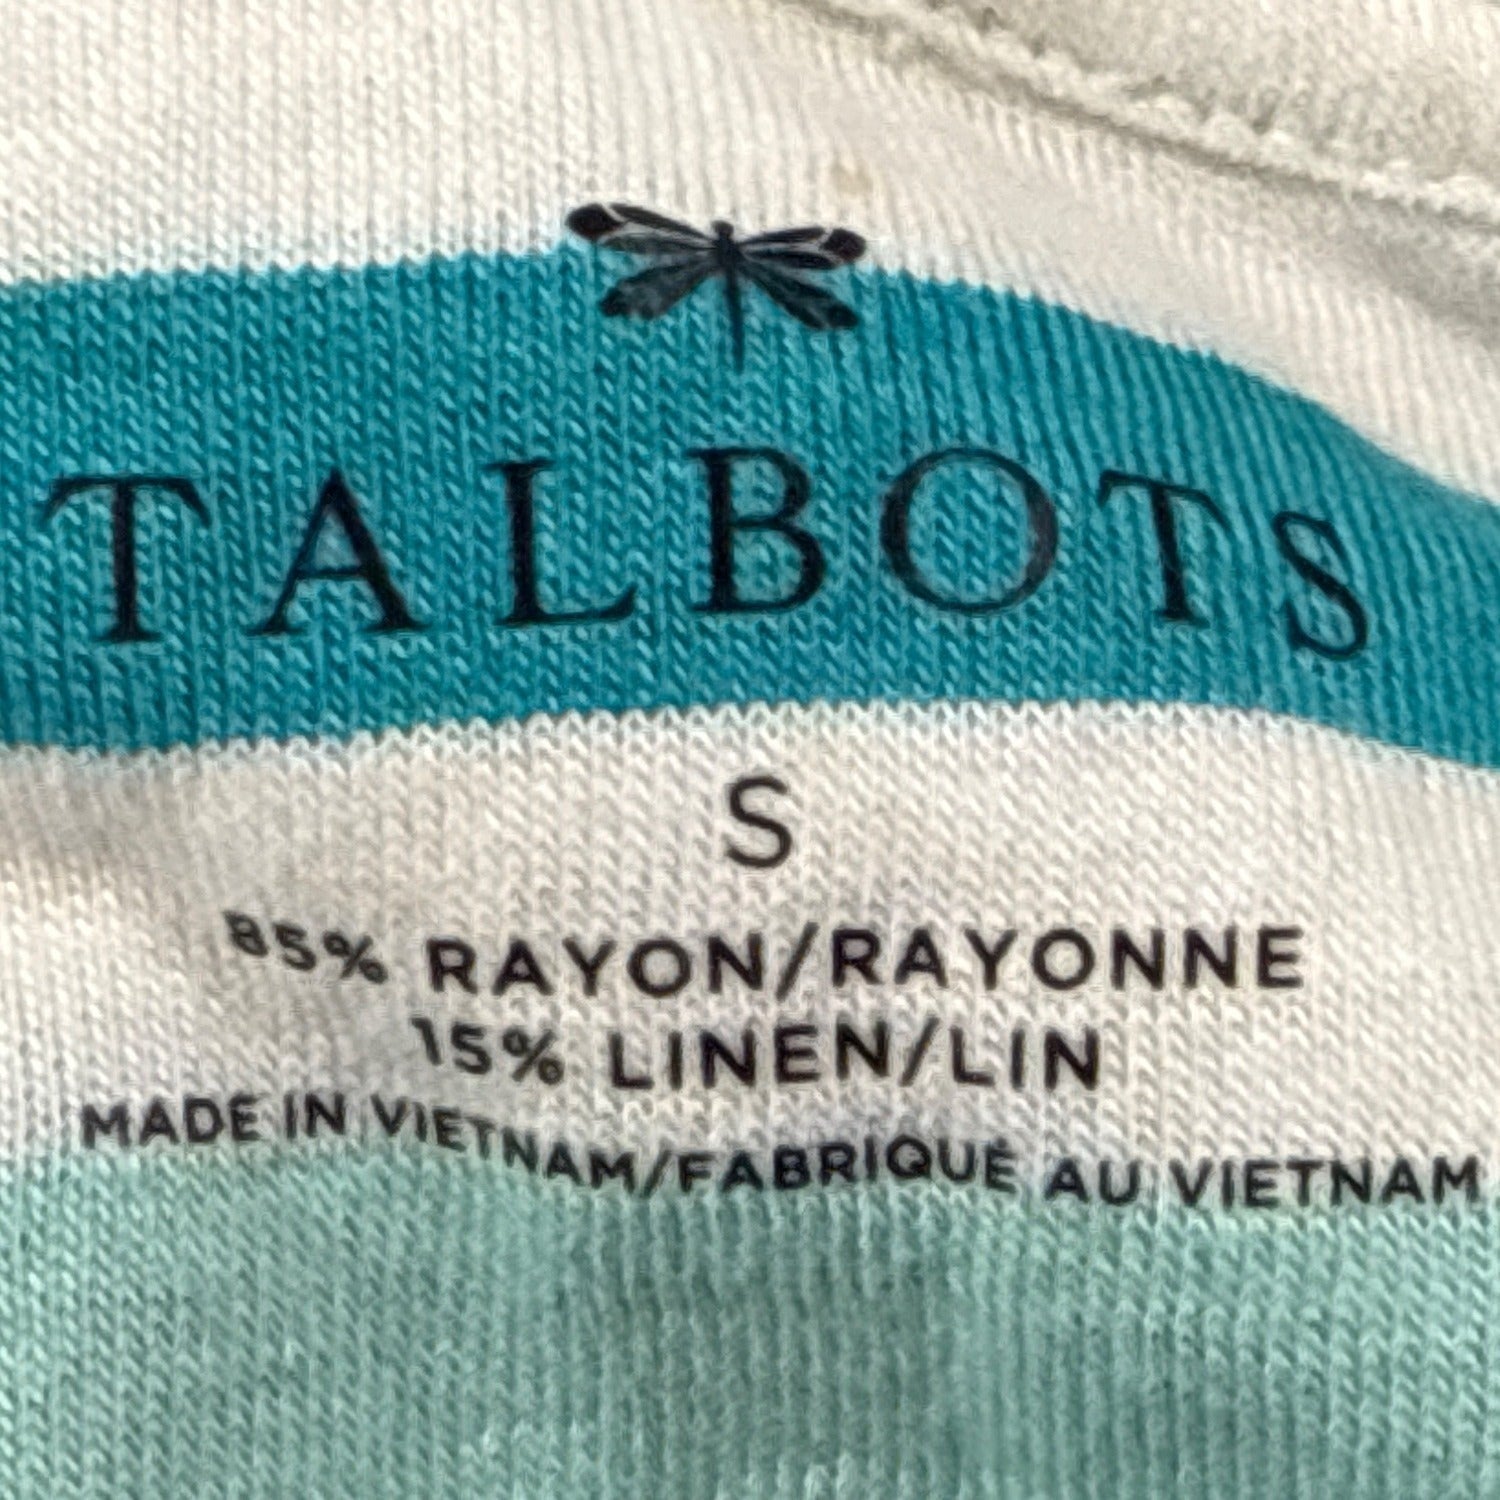 TALBOTS
S
85% RAYON/RAYONNE
15% LINEN/LIN
MADE IN VIETNAM/FABRIQUÉ AU VIETNAM